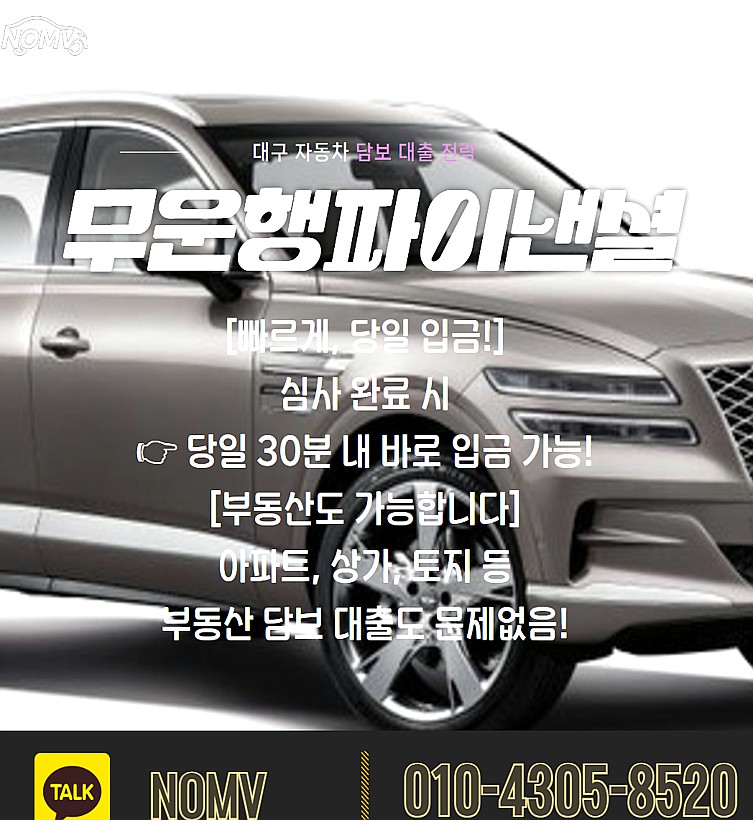 NOMV
대구 자동차 담보 대출 전략
무운행파이낸셜
[빠르게, 당일 입금!]
심사 완료 시
👉 당일 30분 내 바로 입금 가능!
[부동산도 가능합니다]
아파트, 상가, 토지 등
부동산 담보 대출도 문제없음!
TALK
NOMV
010-4305-8520